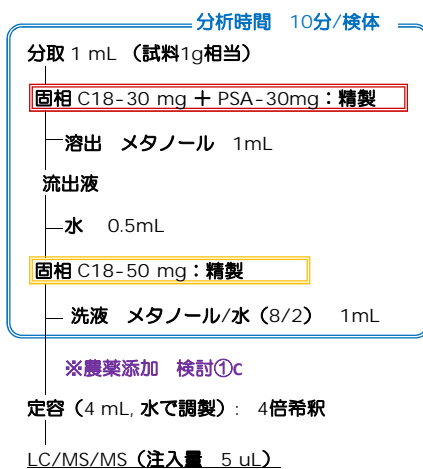 分析時間 10分/検体
分取 1 mL (試料1g相当)
固相 C18-30 mg + PSA-30mg:精製
溶出 メタノール 1mL
流出液
水 0.5mL
固相 C18-50 mg:精製
洗液 メタノール/水(8/2) 1mL
※農薬添加 検討①c
定容(4 mL, 水で調製): 4倍希釈
LC/MS/MS(注入量 5 uL)